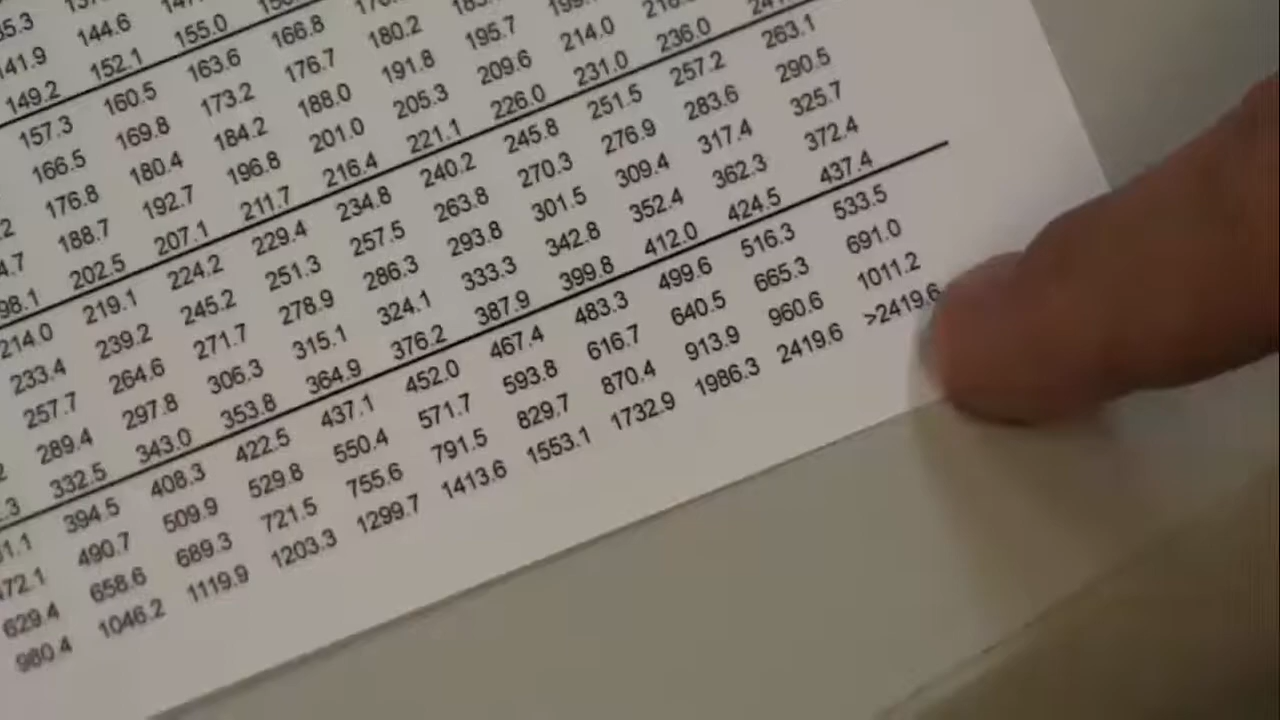 144.6
149.2 152.1 155.0
157.3 160.5 163.6 166.8
166.5 169.8 173.2 176.7 180.2
176.8 180.4 184.2 188.0 191.8 195.7
188.7 192.7 196.8 201.0 205.3 209.6 214.0
202.5 207.1 211.7 216.4 221.1 226.0 231.0 236.0
214.0 219.1 224.2 229.4 234.8 240.2 245.8 251.5 257.2 263.1
233.4 239.2 245.2 251.3 257.5 263.8 270.3 276.9 283.6 290.5
257.7 264.6 271.7 278.9 286.3 293.8 301.5 309.4 317.4 325.7
289.4 297.8 306.3 315.1 324.1 333.3 342.8 352.4 362.3 372.4
332.5 343.0 353.8 364.9 376.2 387.9 399.8 412.0 424.5 437.4
394.5 408.3 422.5 437.1 452.0 467.4 483.3 499.6 516.3 533.5
490.7 509.9 529.8 550.4 571.7 593.8 616.7 640.5 665.3 691.0
629.4 658.6 689.3 721.5 755.6 791.5 829.7 870.4 913.9 960.6 1011.2
980.4 1046.2 1119.9 1203.3 1299.7 1413.6 1553.1 1732.9 1986.3 2419.6 >2419.6